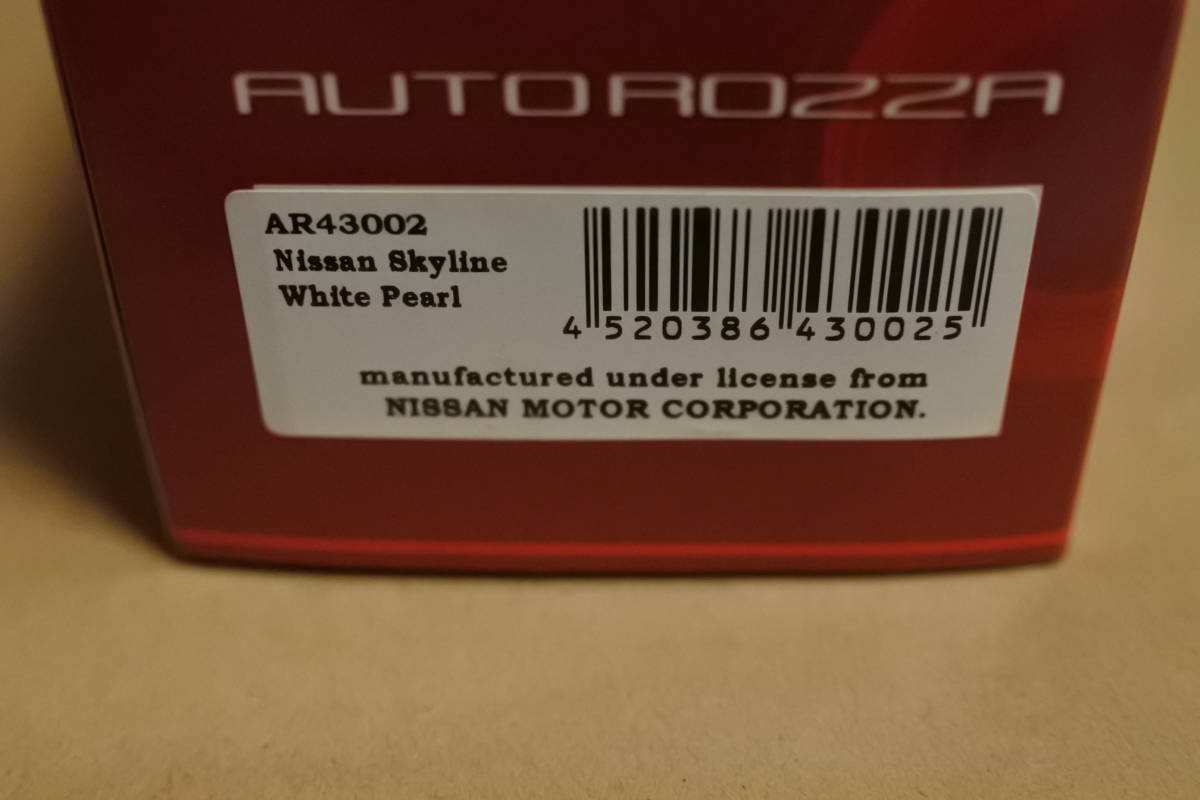 AUTOROZZA
AR43002
Nissan Skyline
White Pearl
4 520386 430025
manufactured under license from
NISSAN MOTOR CORPORATION.